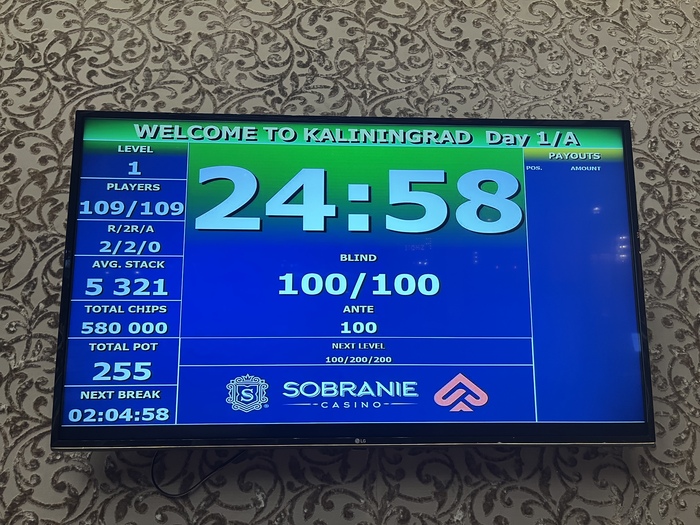 WELCOME TO KALININGRAD Day 1/A
LEVEL
1
PLAYERS
109/109
R/2R/A
2/2/0
AVG. STACK
5 321
TOTAL CHIPS
580 000
TOTAL POT
255
NEXT BREAK
02:04:58
24:58
BLIND
100/100
ANTE
100
NEXT LEVEL
100/200/200
S
SOBRANIE
CASINO
PAYOUTS
POS. AMOUNT
LG